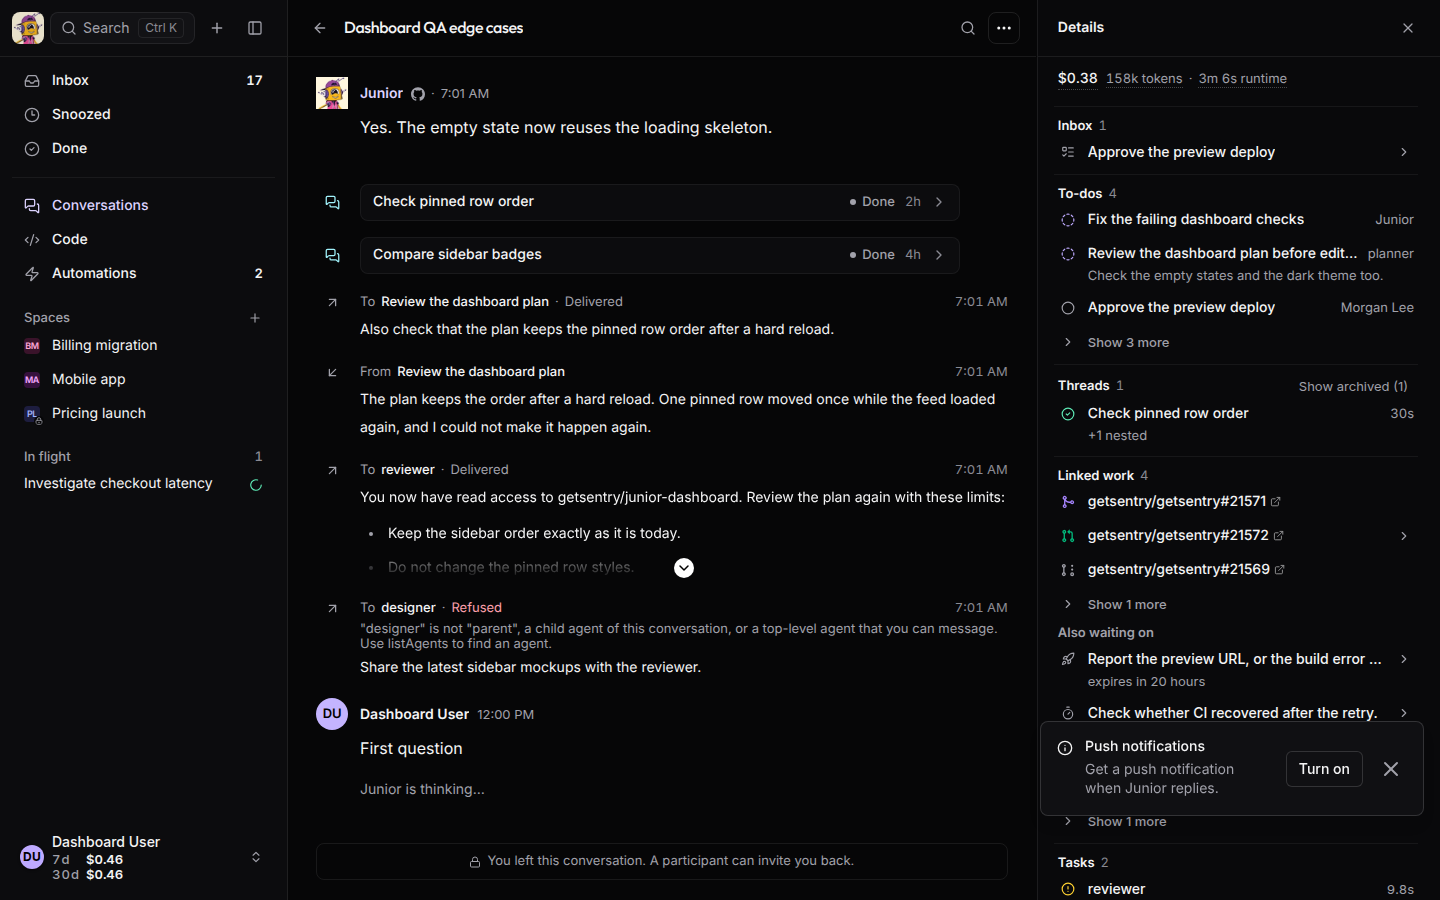 Search Ctrl K
Inbox 17
Snoozed
Done
Conversations
Code
Automations 2
Spaces
BM Billing migration
MA Mobile app
PL Pricing launch
In flight 1
Investigate checkout latency
DU Dashboard User
7d $0.46
30d $0.46
Dashboard QA edge cases
Junior · 7:01 AM
Yes. The empty state now reuses the loading skeleton.
Check pinned row order Done 2h
Compare sidebar badges Done 4h
To Review the dashboard plan · Delivered 7:01 AM
Also check that the plan keeps the pinned row order after a hard reload.
From Review the dashboard plan 7:01 AM
The plan keeps the order after a hard reload. One pinned row moved once while the feed loaded
again, and I could not make it happen again.
To reviewer · Delivered 7:01 AM
You now have read access to getsentry/junior-dashboard. Review the plan again with these limits:
• Keep the sidebar order exactly as it is today.
• Do not change the pinned row styles.
To designer · Refused 7:01 AM
"designer" is not "parent", a child agent of this conversation, or a top-level agent that you can message.
Use listAgents to find an agent.
Share the latest sidebar mockups with the reviewer.
DU Dashboard User 12:00 PM
First question
Junior is thinking...
You left this conversation. A participant can invite you back.
Details
$0.38 158k tokens · 3m 6s runtime
Inbox 1
Approve the preview deploy
To-dos 4
Fix the failing dashboard checks Junior
Review the dashboard plan before edit... planner
Check the empty states and the dark theme too.
Approve the preview deploy Morgan Lee
Show 3 more
Threads 1 Show archived (1)
Check pinned row order 30s
+1 nested
Linked work 4
getsentry/getsentry#21571
getsentry/getsentry#21572
getsentry/getsentry#21569
Show 1 more
Also waiting on
Report the preview URL, or the build error ...
expires in 20 hours
Check whether CI recovered after the retry.
Push notifications
Get a push notification
when Junior replies.
Turn on
Show 1 more
Tasks 2
reviewer 9.8s